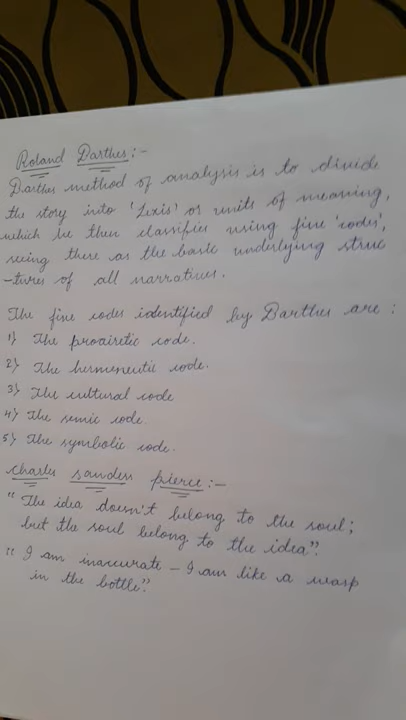 Roland Barthes:-
Barthes method of analysis is to divide
the story into 'Lexis' or units of meaning,
which he then classifies using five 'codes',
seeing these as the basic underlying struc
-tures of all narratives.
The five codes identified by Barthes are :
1) The proairetic code.
2) The hermeneutic code.
3) The cultural code
4) The semic code.
5) The symbolic code.
Charles sanders pierce:-
"The idea doesn't belong to the soul;
but the soul belong to the idea".
"I am inaccurate - I am like a wasp
in the bottle".